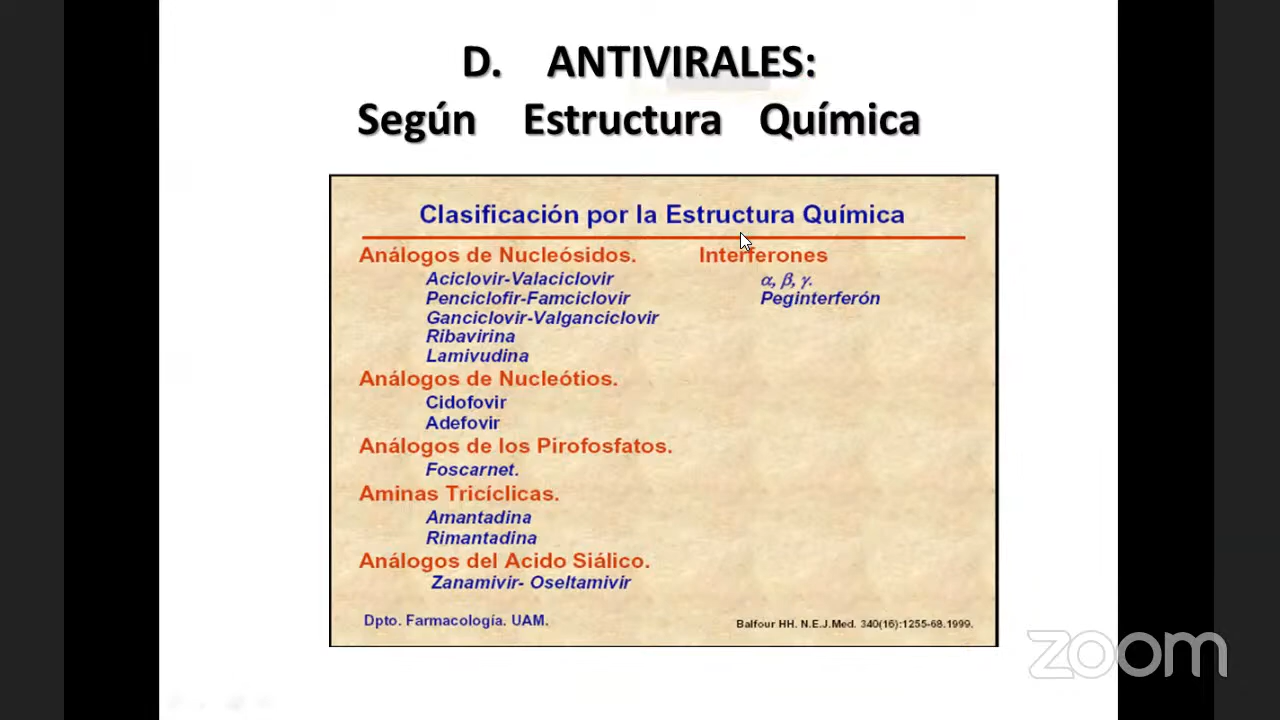 D. ANTIVIRALES:
Según Estructura Química
Clasificación por la Estructura Química
Análogos de Nucleósidos.
Aciclovir-Valaciclovir
Penciclofir-Famciclovir
Ganciclovir-Valganciclovir
Ribavirina
Lamivudina
Análogos de Nucleótios.
Cidofovir
Adefovir
Análogos de los Pirofosfatos.
Foscarnet.
Aminas Tricíclicas.
Amantadina
Rimantadina
Análogos del Acido Siálico.
Zanamivir- Oseltamivir
Interferones
α, β, γ.
Peginterferón
Dpto. Farmacología. UAM.
Balfour HH. N.E.J.Med. 340(16):1255-68.1999.
zoom